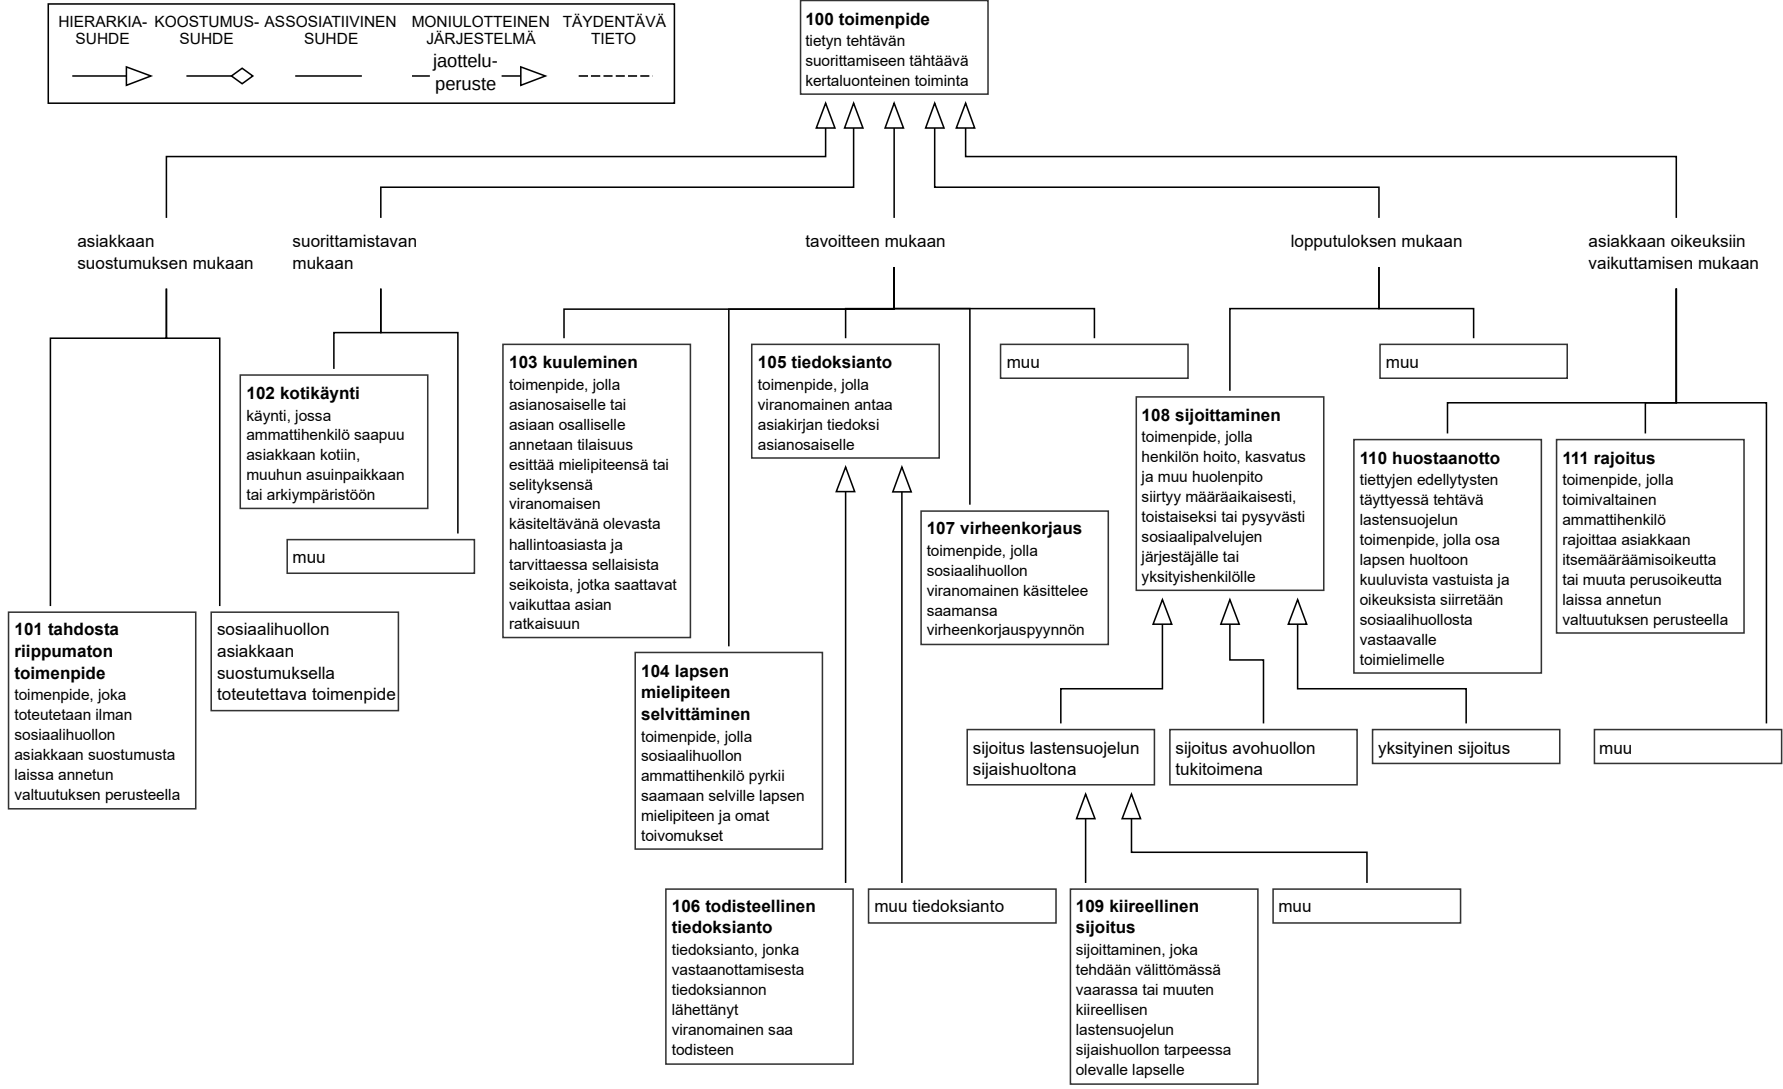 HIERARKIA-
SUHDE
KOOSTUMUS-
SUHDE
ASSOSIATIIVINEN
SUHDE
MONIULOTTEINEN
JÄRJESTELMÄ
TÄYDENTÄVÄ
TIETO
jaottelu-
peruste
100 toimenpide
tietyn tehtävän
suorittamiseen tähtäävä
kertaluonteinen toiminta
asiakkaan
suostumuksen mukaan
suorittamistavan
mukaan
tavoitteen mukaan
lopputuloksen mukaan
asiakkaan oikeuksiin
vaikuttamisen mukaan
101 tahdosta
riippumaton
toimenpide
toimenpide, joka
toteutetaan ilman
sosiaalihuollon
asiakkaan suostumusta
laissa annetun
valtuutuksen perusteella
sosiaalihuollon
asiakkaan
suostumuksella
toteutettava toimenpide
102 kotikäynti
käynti, jossa
ammattihenkilö saapuu
asiakkaan kotiin,
muuhun asuinpaikkaan
tai arkiympäristöön
muu
103 kuuleminen
toimenpide, jolla
asianosaiselle tai
asiaan osalliselle
annetaan tilaisuus
esittää mielipiteensä tai
selityksensä
viranomaisen
käsiteltävänä olevasta
hallintoasiasta ja
tarvittaessa sellaisista
seikoista, jotka saattavat
vaikuttaa asian
ratkaisuun
104 lapsen
mielipiteen
selvittäminen
toimenpide, jolla
sosiaalihuollon
ammattihenkilö pyrkii
saamaan selville lapsen
mielipiteen ja omat
toivomukset
105 tiedoksianto
toimenpide, jolla
viranomainen antaa
asiakirjan tiedoksi
asianosaiselle
106 todisteellinen
tiedoksianto
tiedoksianto, jonka
vastaanottamisesta
tiedoksiannon
lähettänyt
viranomainen saa
todisteen
muu tiedoksianto
107 virheenkorjaus
toimenpide, jolla
sosiaalihuollon
viranomainen käsittelee
saamansa
virheenkorjauspyynnön
muu
108 sijoittaminen
toimenpide, jolla
henkilön hoito, kasvatus
ja muu huolenpito
siirtyy määräaikaisesti,
toistaiseksi tai pysyvästi
sosiaalipalvelujen
järjestäjälle tai
yksityishenkilölle
muu
sijoitus lastensuojelun
sijaishuoltona
sijoitus avohuollon
tukitoimena
yksityinen sijoitus
109 kiireellinen
sijoitus
sijoittaminen, joka
tehdään välittömässä
vaarassa tai muuten
kiireellisen
lastensuojelun
sijaishuollon tarpeessa
olevalle lapselle
muu
110 huostaanotto
tiettyjen edellytysten
täyttyessä tehtävä
lastensuojelun
toimenpide, jolla osa
lapsen huoltoon
kuuluvista vastuista ja
oikeuksista siirretään
sosiaalihuollosta
vastaavalle
toimielimelle
111 rajoitus
toimenpide, jolla
toimivaltainen
ammattihenkilö
rajoittaa asiakkaan
itsemääräämisoikeutta
tai muuta perusoikeutta
laissa annetun
valtuutuksen perusteella
muu